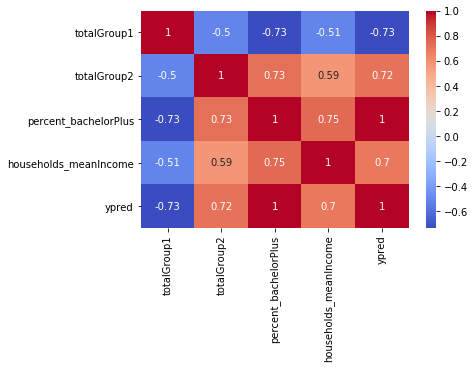 totalGroup1 1 -0.5 -0.73 -0.51 -0.73
totalGroup2 -0.5 1 0.73 0.59 0.72
percent_bachelorPlus -0.73 0.73 1 0.75 1
households_meanIncome -0.51 0.59 0.75 1 0.7
ypred -0.73 0.72 1 0.7 1
totalGroup1
totalGroup2
percent_bachelorPlus
households_meanIncome
ypred
1.0
0.8
0.6
0.4
0.2
0.0
−0.2
−0.4
−0.6